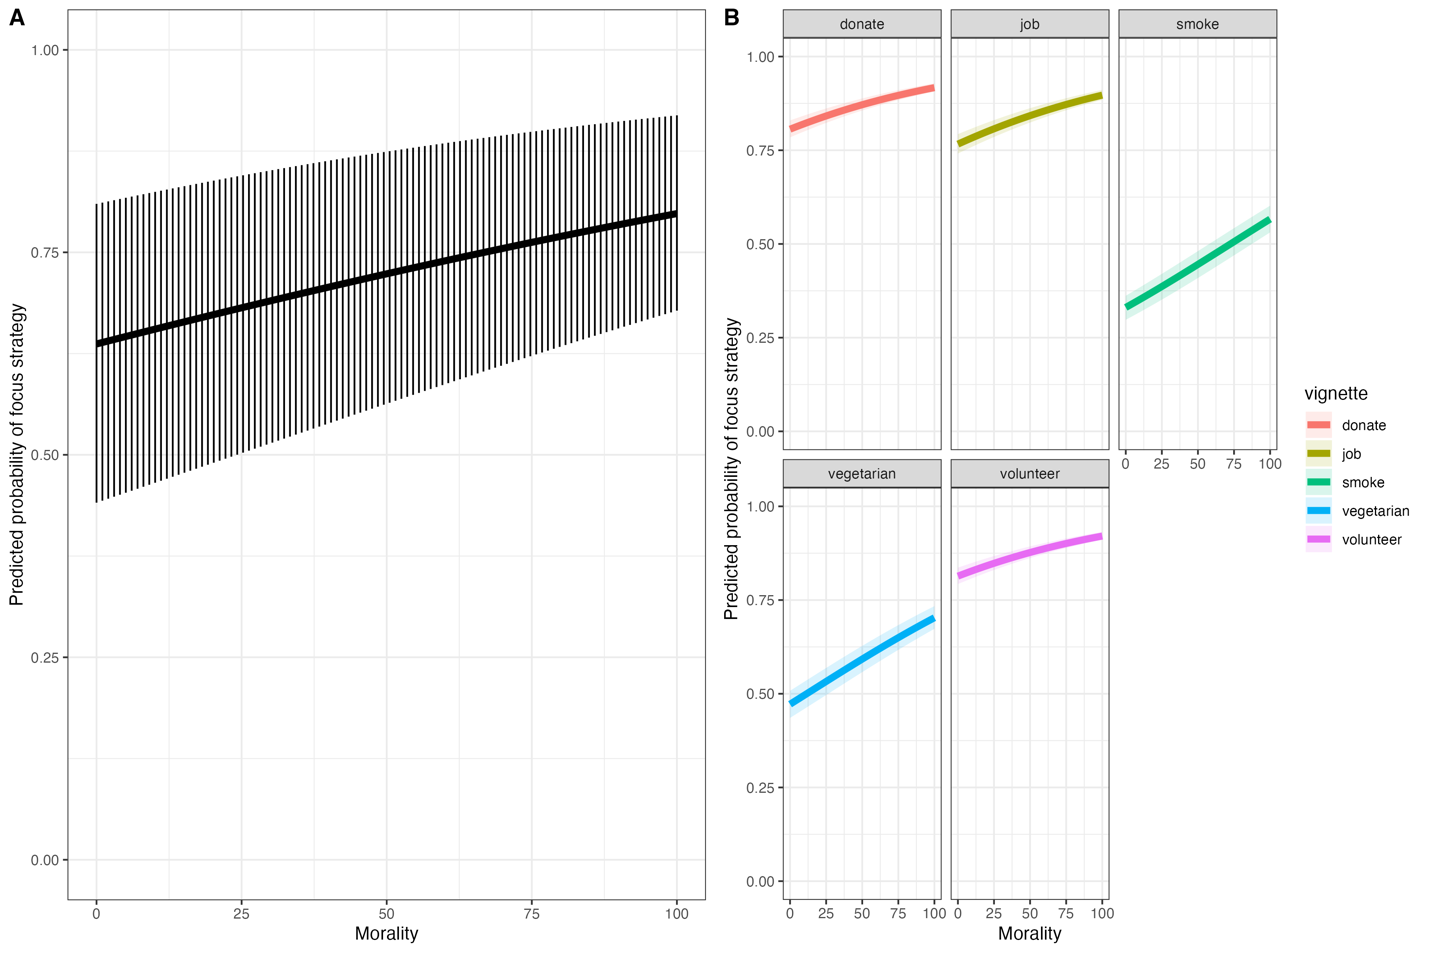 A
Predicted probability of focus strategy
1.00
0.75
0.50
0.25
0.00
0 25 50 75 100
Morality
B
Predicted probability of focus strategy
donate job smoke
1.00
0.75
0.50
0.25
0.00
0 25 50 75 100
vegetarian volunteer
1.00
0.75
0.50
0.25
0.00
0 25 50 75 100 0 25 50 75 100
Morality
vignette
donate
job
smoke
vegetarian
volunteer